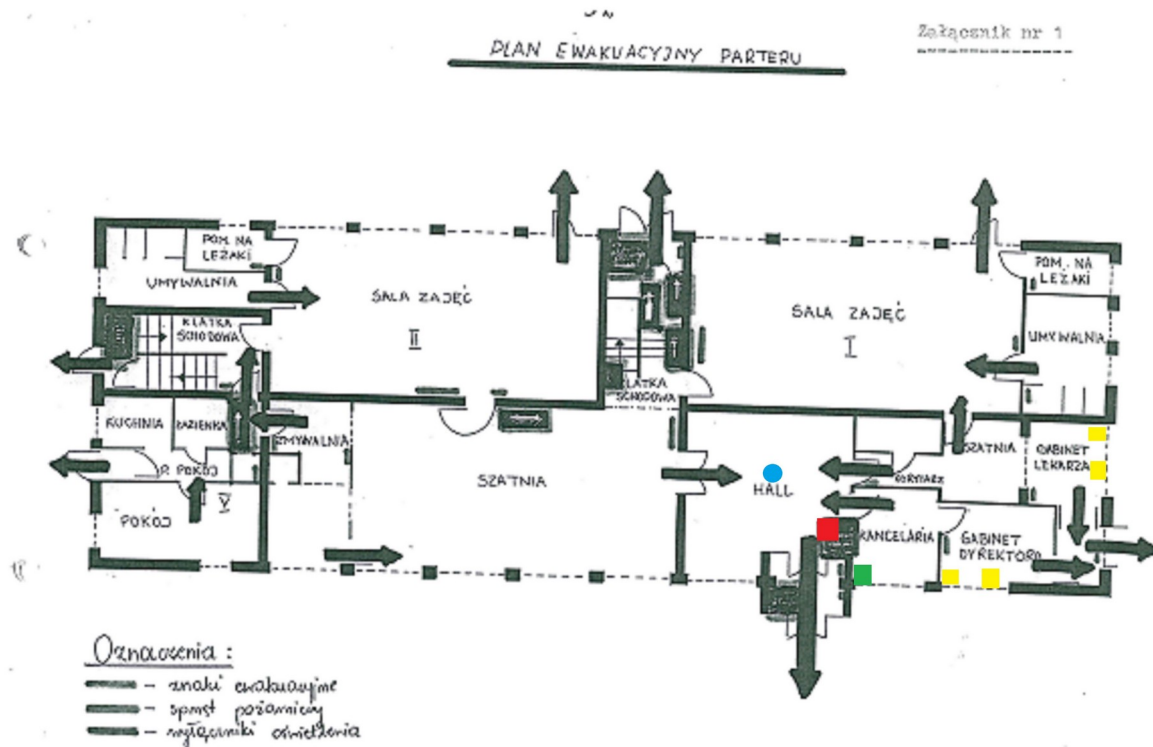 Załącznik nr 1
PLAN EWAKUACYJNY PARTERU
POM. NA
LEŻAKI
UMYWALNIA
KLATKA
SCHODOWA
SALA ZAJĘĆ
II
SALA ZAJĘĆ
I
POM. NA
LEŻAKI
UMYWALNIA
KLATKA
SCHODOWA
KUCHNIA
ŁAZIENKA
UMYWALNIA
P. POKÓJ
V
POKÓJ
SZATNIA
HALL
KORYTARZ
SZATNIA
GABINET
LEKARZA
KANCELARIA
GABINET
DYREKTORA
Oznaczenia :
- znaki ewakuacyjne
- sprzęt pożarniczy
- wyłączniki oświetlenia